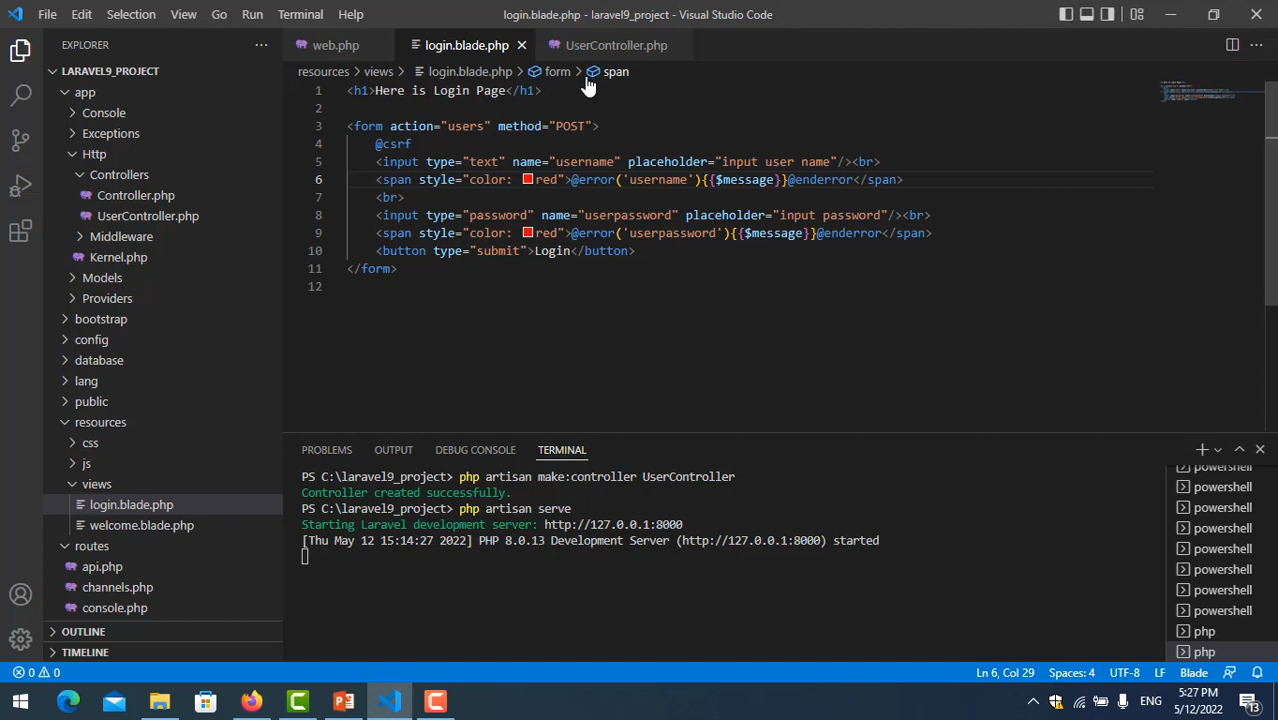 File Edit Selection View Go Run Terminal Help login.blade.php - laravel9_project - Visual Studio Code
EXPLORER
web.php login.blade.php UserController.php
LARAVEL9_PROJECT
app
Console
Exceptions
Http
Controllers
Controller.php
UserController.php
Middleware
Kernel.php
Models
Providers
bootstrap
config
database
lang
public
resources
css
js
views
login.blade.php
welcome.blade.php
routes
api.php
channels.php
console.php
OUTLINE
TIMELINE
resources > views > login.blade.php > form > span
1 <h1>Here is Login Page</h1>
2
3 <form action="users" method="POST">
4 @csrf
5 <input type="text" name="username" placeholder="input user name"/><br>
6 <span style="color: red">@error('username'){{$message}}@enderror</span>
7 <br>
8 <input type="password" name="userpassword" placeholder="input password"/><br>
9 <span style="color: red">@error('userpassword'){{$message}}@enderror</span>
10 <button type="submit">Login</button>
11 </form>
12
PROBLEMS OUTPUT DEBUG CONSOLE TERMINAL
PS C:\laravel9_project> php artisan make:controller UserController
Controller created successfully.
PS C:\laravel9_project> php artisan serve
Starting Laravel development server: http://127.0.0.1:8000
[Thu May 12 15:14:27 2022] PHP 8.0.13 Development Server (http://127.0.0.1:8000) started
powershell
powershell
powershell
powershell
powershell
powershell
powershell
powershell
php
php
0 0 Ln 6, Col 29 Spaces: 4 UTF-8 LF Blade
ENG 5:27 PM
5/12/2022
13